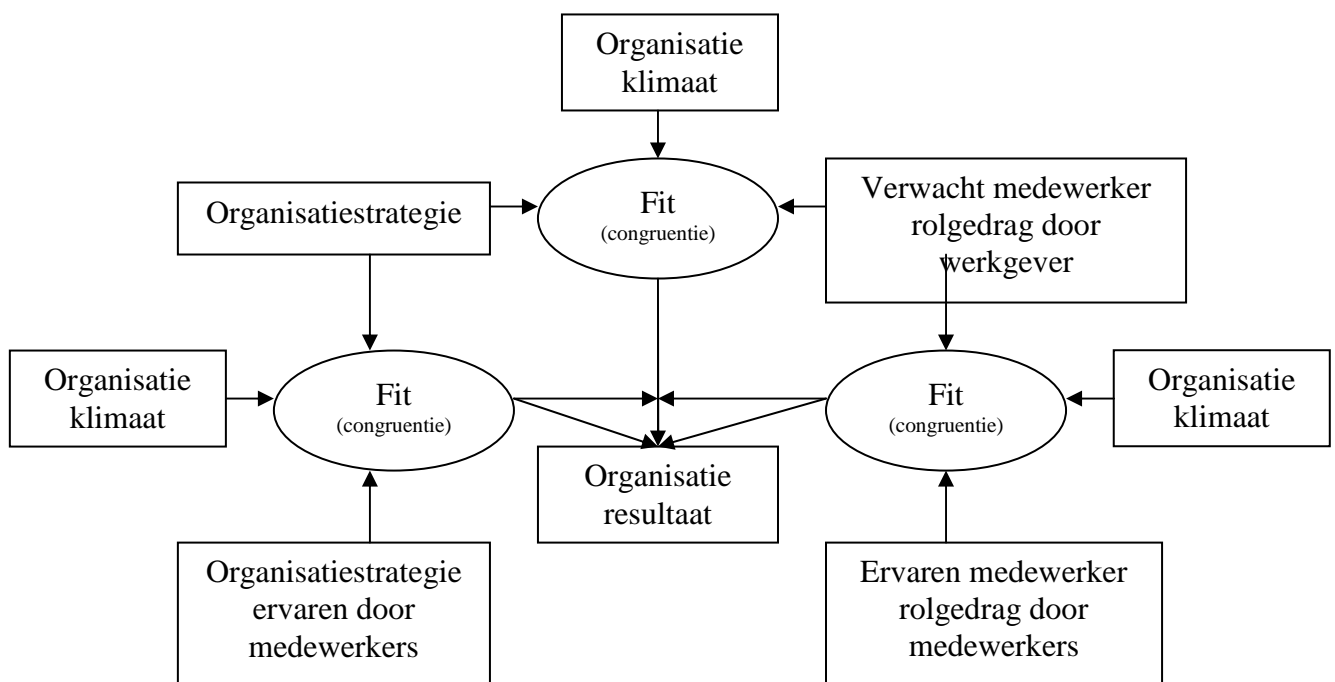 Organisatie
klimaat
Organisatiestrategie
Fit
(congruentie)
Verwacht medewerker
rolgedrag door
werkgever
Organisatie
klimaat
Fit
(congruentie)
Fit
(congruentie)
Organisatie
klimaat
Organisatie
resultaat
Organisatiestrategie
ervaren door
medewerkers
Ervaren medewerker
rolgedrag door
medewerkers